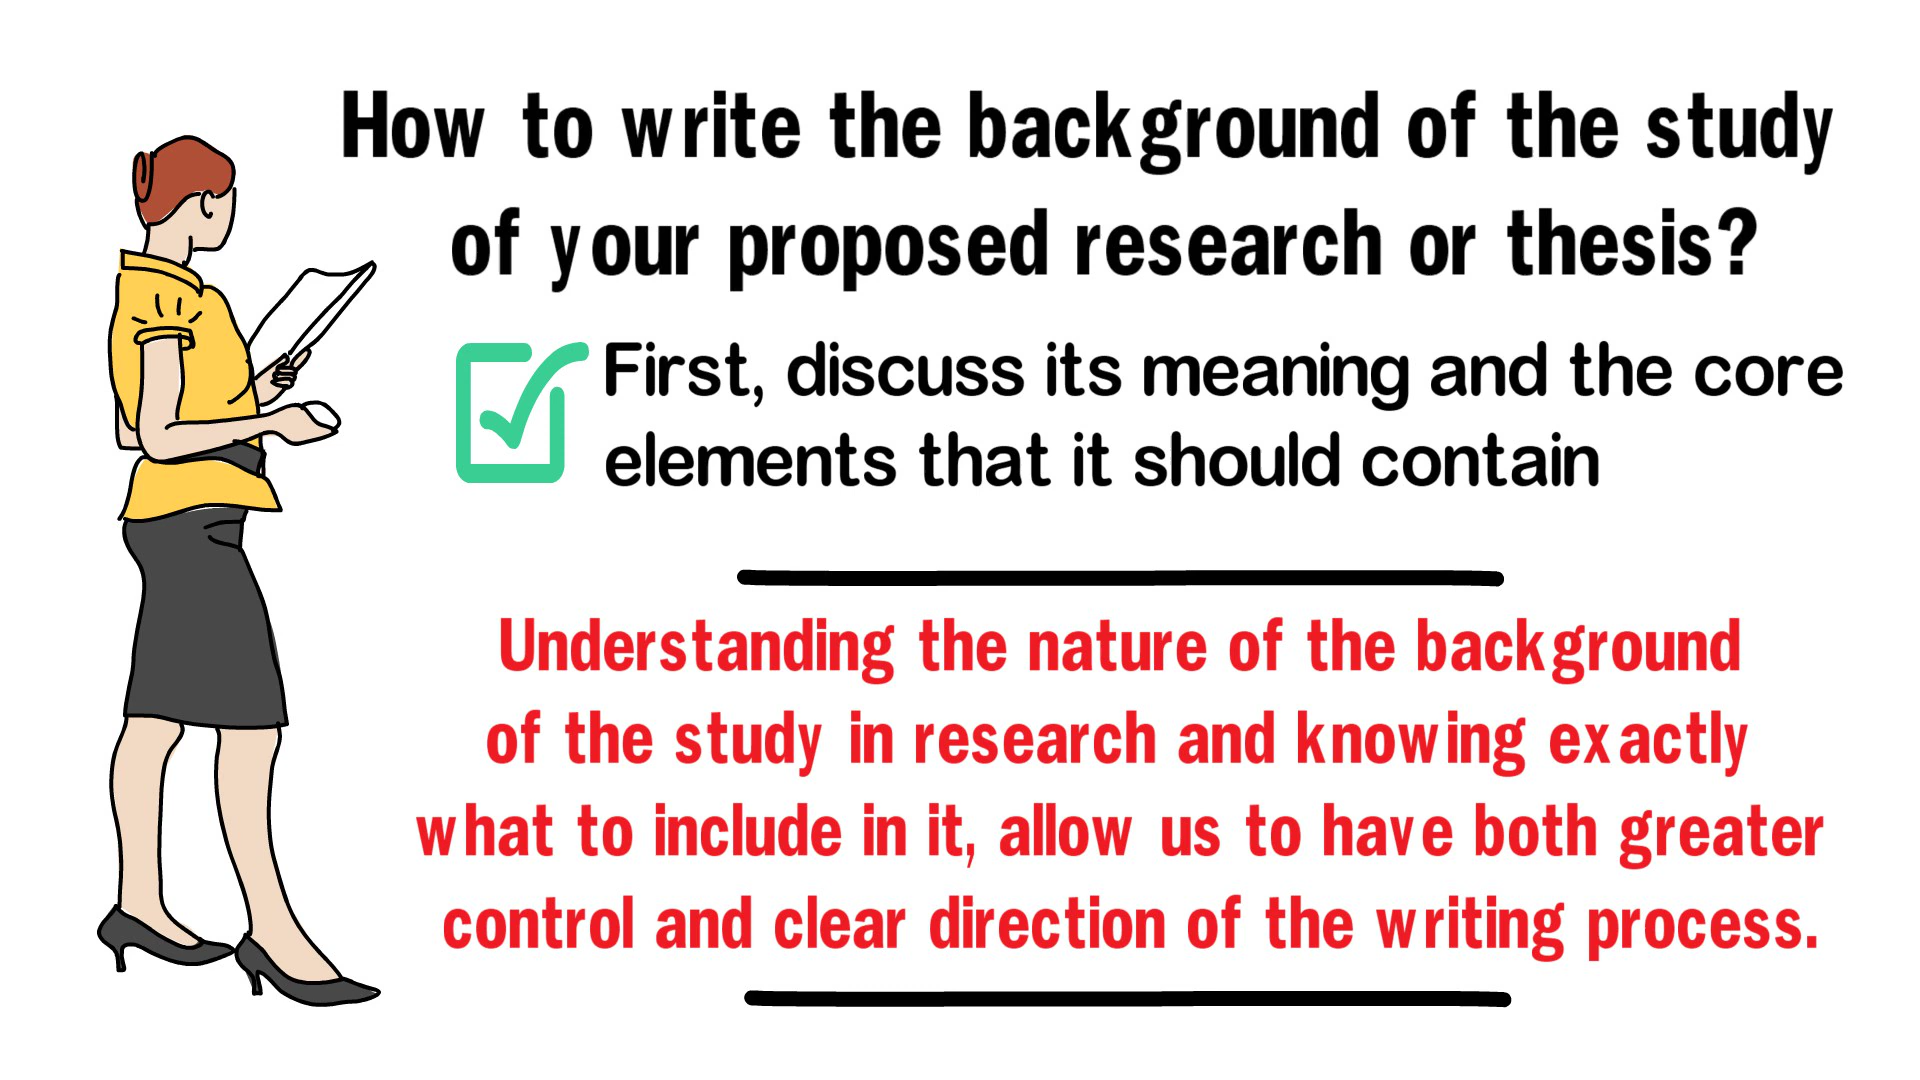 How to write the background of the study
of your proposed research or thesis?
First, discuss its meaning and the core
elements that it should contain
Understanding the nature of the background
of the study in research and knowing exactly
what to include in it, allow us to have both greater
control and clear direction of the writing process.